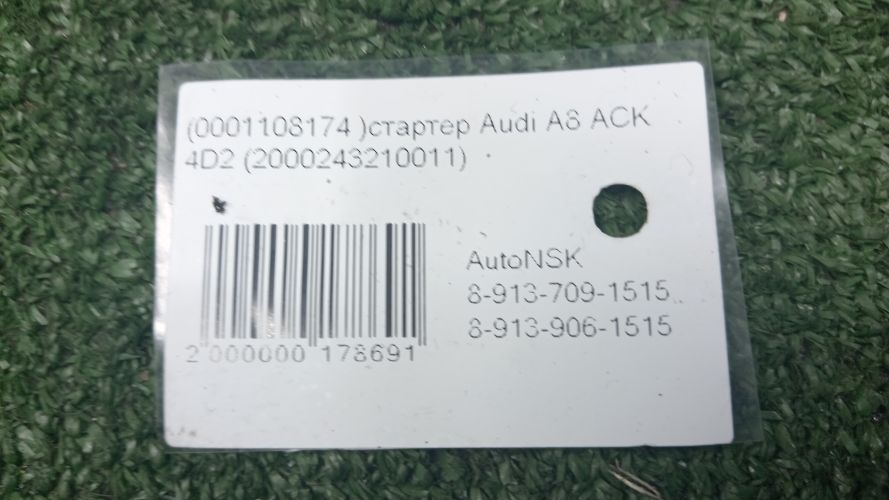 (0001108174 )стартер Audi A8 ACK
4D2 (2000243210011)
AutoNSK
8-913-709-1515
8-913-906-1515
2 000000 178691